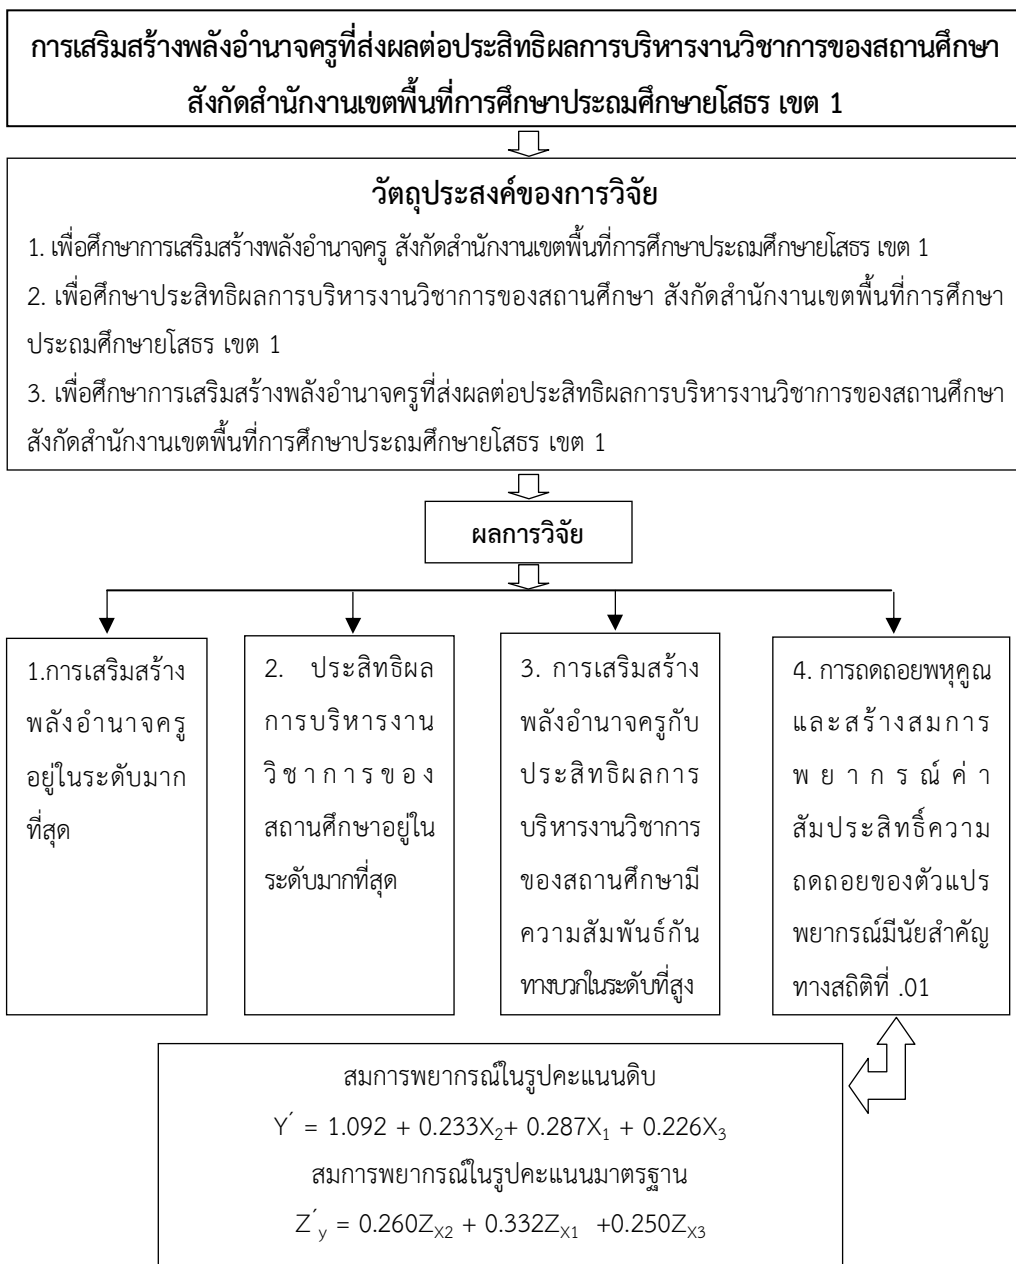 การเสริมสร้างพลังอำนาจครูที่ส่งผลต่อประสิทธิผลการบริหารงานวิชาการของสถานศึกษา
สังกัดสำนักงานเขตพื้นที่การศึกษาประถมศึกษายโสธร เขต 1
วัตถุประสงค์ของการวิจัย
1. เพื่อศึกษาการเสริมสร้างพลังอำนาจครู สังกัดสำนักงานเขตพื้นที่การศึกษาประถมศึกษายโสธร เขต 1
2. เพื่อศึกษาประสิทธิผลการบริหารงานวิชาการของสถานศึกษา สังกัดสำนักงานเขตพื้นที่การศึกษา
ประถมศึกษายโสธร เขต 1
3. เพื่อศึกษาการเสริมสร้างพลังอำนาจครูที่ส่งผลต่อประสิทธิผลการบริหารงานวิชาการของสถานศึกษา
สังกัดสำนักงานเขตพื้นที่การศึกษาประถมศึกษายโสธร เขต 1
ผลการวิจัย
1.การเสริมสร้าง
พลังอำนาจครู
อยู่ในระดับมาก
ที่สุด
2. ประสิทธิผล
การบริหารงาน
วิชาการของ
สถานศึกษาอยู่ใน
ระดับมากที่สุด
3. การเสริมสร้าง
พลังอำนาจครูกับ
ประสิทธิผลการ
บริหารงานวิชาการ
ของสถานศึกษามี
ความสัมพันธ์กัน
ทางบวกในระดับที่สูง
4. การถดถอยพหุคูณ
และสร้างสมการ
พยากรณ์ค่า
สัมประสิทธิ์ความ
ถดถอยของตัวแปร
พยากรณ์มีนัยสำคัญ
ทางสถิติที่ .01
สมการพยากรณ์ในรูปคะแนนดิบ
Y´ = 1.092 + 0.233X₂+ 0.287X₁ + 0.226X₃
สมการพยากรณ์ในรูปคะแนนมาตรฐาน
Z´y = 0.260Zx₂ + 0.332Zx₁ +0.250Zx₃